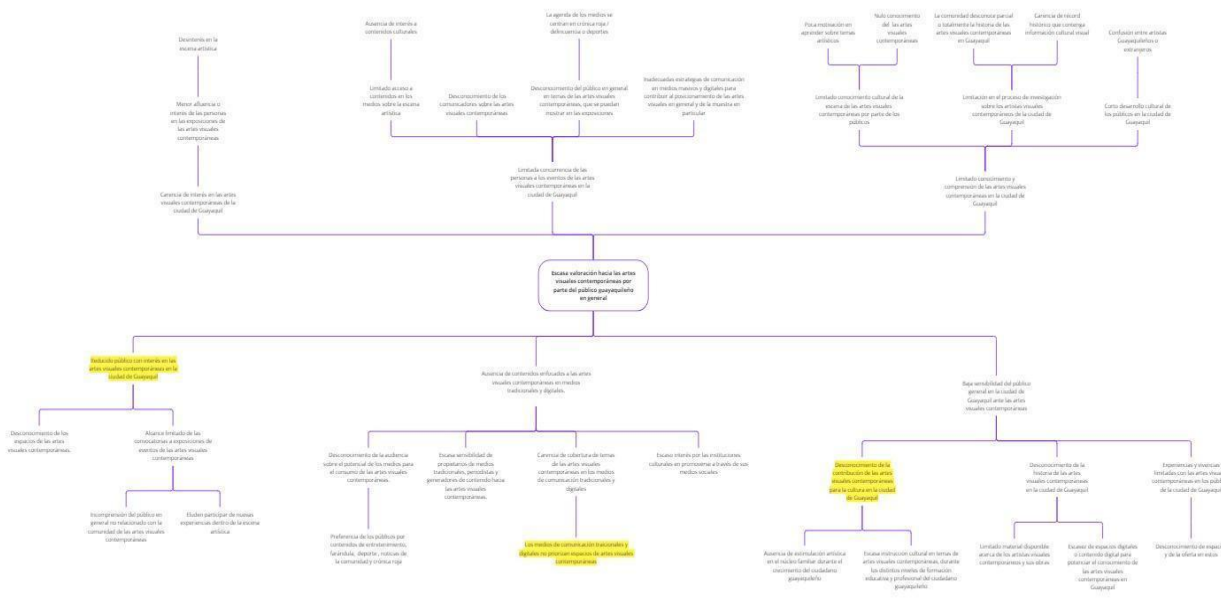 Desinterés en la
escena artística
Menor afluencia o
interés de las personas
en las exposiciones de
las artes visuales
contemporáneas
Carencia de interés en las artes
visuales contemporáneas de la
ciudad de Guayaquil
Ausencia de interés a
contenidos culturales
La agenda de los medios se
centran en crónica roja /
delincuencia o deportes
Limitado acceso a
contenidos en los
medios sobre la escena
artística
Desconocimiento de los
comunicadores sobre las artes
visuales contemporáneas
Desconocimiento del público en general
en temas de las artes visuales
contemporáneas, que se puedan
mostrar en las exposiciones
Inadecuadas estrategias de comunicación
en medios masivos y digitales para
contribuir al posicionamiento de las artes
visuales en general y de la muestra en
particular
Limitada concurrencia de las
personas a los eventos de las artes
visuales contemporáneas en la
ciudad de Guayaquil
Poca motivación en
aprender sobre temas
artísticos
Nulo conocimiento
del las artes
visuales
contemporáneas
La comunidad desconoce parcial
o totalmente la historia de las
artes visuales contemporáneas
en Guayaquil
Carencia de récord
histórico que contenga
información cultural visual
Confusión entre artistas
Guayaquileños o
extranjeros
Limitado conocimiento cultural de la
escena de las artes visuales
contemporáneas por parte de los
públicos
Limitación en el proceso de investigación
sobre los artistas visuales
contemporáneos de la ciudad de
Guayaquil
Corto desarrollo cultural de
los públicos en la ciudad de
Guayaquil
Limitado conocimiento y
comprensión de las artes visuales
contemporáneas en la ciudad de
Guayaquil
Escasa valoración hacia las artes
visuales contemporáneas por
parte del público guayaquileño
en general
Reducido público con interés en las
artes visuales contemporáneas en la
ciudad de Guayaquil
Desconocimiento de los
espacios de las artes
visuales contemporáneas.
Alcance limitado de las
convocatorias a exposiciones de
eventos de las artes visuales
contemporáneas
Incomprensión del público en
general no relacionado con la
comunidad de las artes visuales
contemporáneas
Eluden participar de nuevas
experiencias dentro de la escena
artística
Ausencia de contenidos enfocados a las artes
visuales contemporáneas en medios
tradicionales y digitales.
Desconocimiento de la audiencia
sobre el potencial de los medios para
el consumo de las artes visuales
contemporáneas.
Escasa sensibilidad de
propietarios de medios
tradicionales, periodistas y
generadores de contenido hacia
las artes visuales
contemporáneas.
Carencia de cobertura de temas
de las artes visuales
contemporáneas en los medios
de comunicación tradicionales y
digitales
Escaso interés por las instituciones
culturales en promoverse a través de sus
medios sociales
Preferencia de los públicos por
contenidos de entretenimiento,
farándula, deporte , noticias de
la comunidad y crónica roja
Los medios de comunicación tradicionales y
digitales no priorizan espacios de artes visuales
contemporáneas
Baja sensibilidad del público
general en la ciudad de
Guayaquil ante las artes
visuales contemporáneas
Desconocimiento de la
contribución de las artes
visuales contemporáneas
para la cultura en la ciudad
de Guayaquil
Desconocimiento de la
historia de las artes
visuales contemporáneas
en la ciudad de Guayaquil
Experiencias y vivencias
limitadas con las artes visua
contemporáneas en los públi
de la ciudad de Guayaquil
Ausencia de estimulación artística
en el núcleo familiar durante el
crecimiento del ciudadano
guayaquileño
Escasa instrucción cultural en temas de
artes visuales contemporáneas, durante
los distintos niveles de formación
educativa y profesional del ciudadano
guayaquileño
Limitado material disponible
acerca de los artistas visuales
contemporáneos y sus obras
Escasez de espacios digitales
o contenido digital para
potenciar el consumo de
las artes visuales
contemporáneas en
Guayaquil
Desconocimiento de espac
y de la oferta en estos